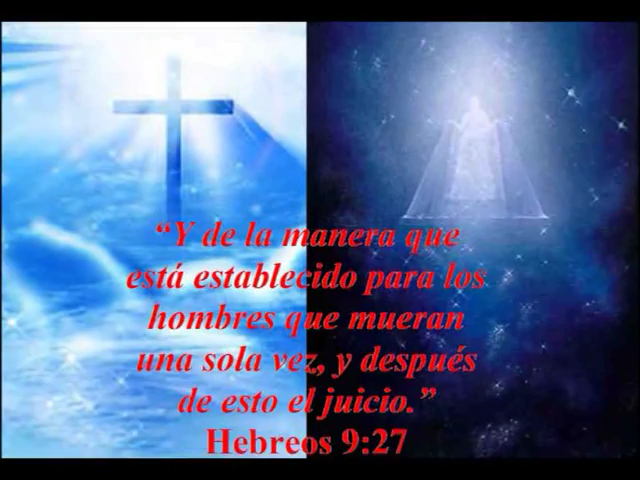 “Y de la manera que
está establecido para los
hombres que mueran
una sola vez, y después
de esto el juicio.”
Hebreos 9:27